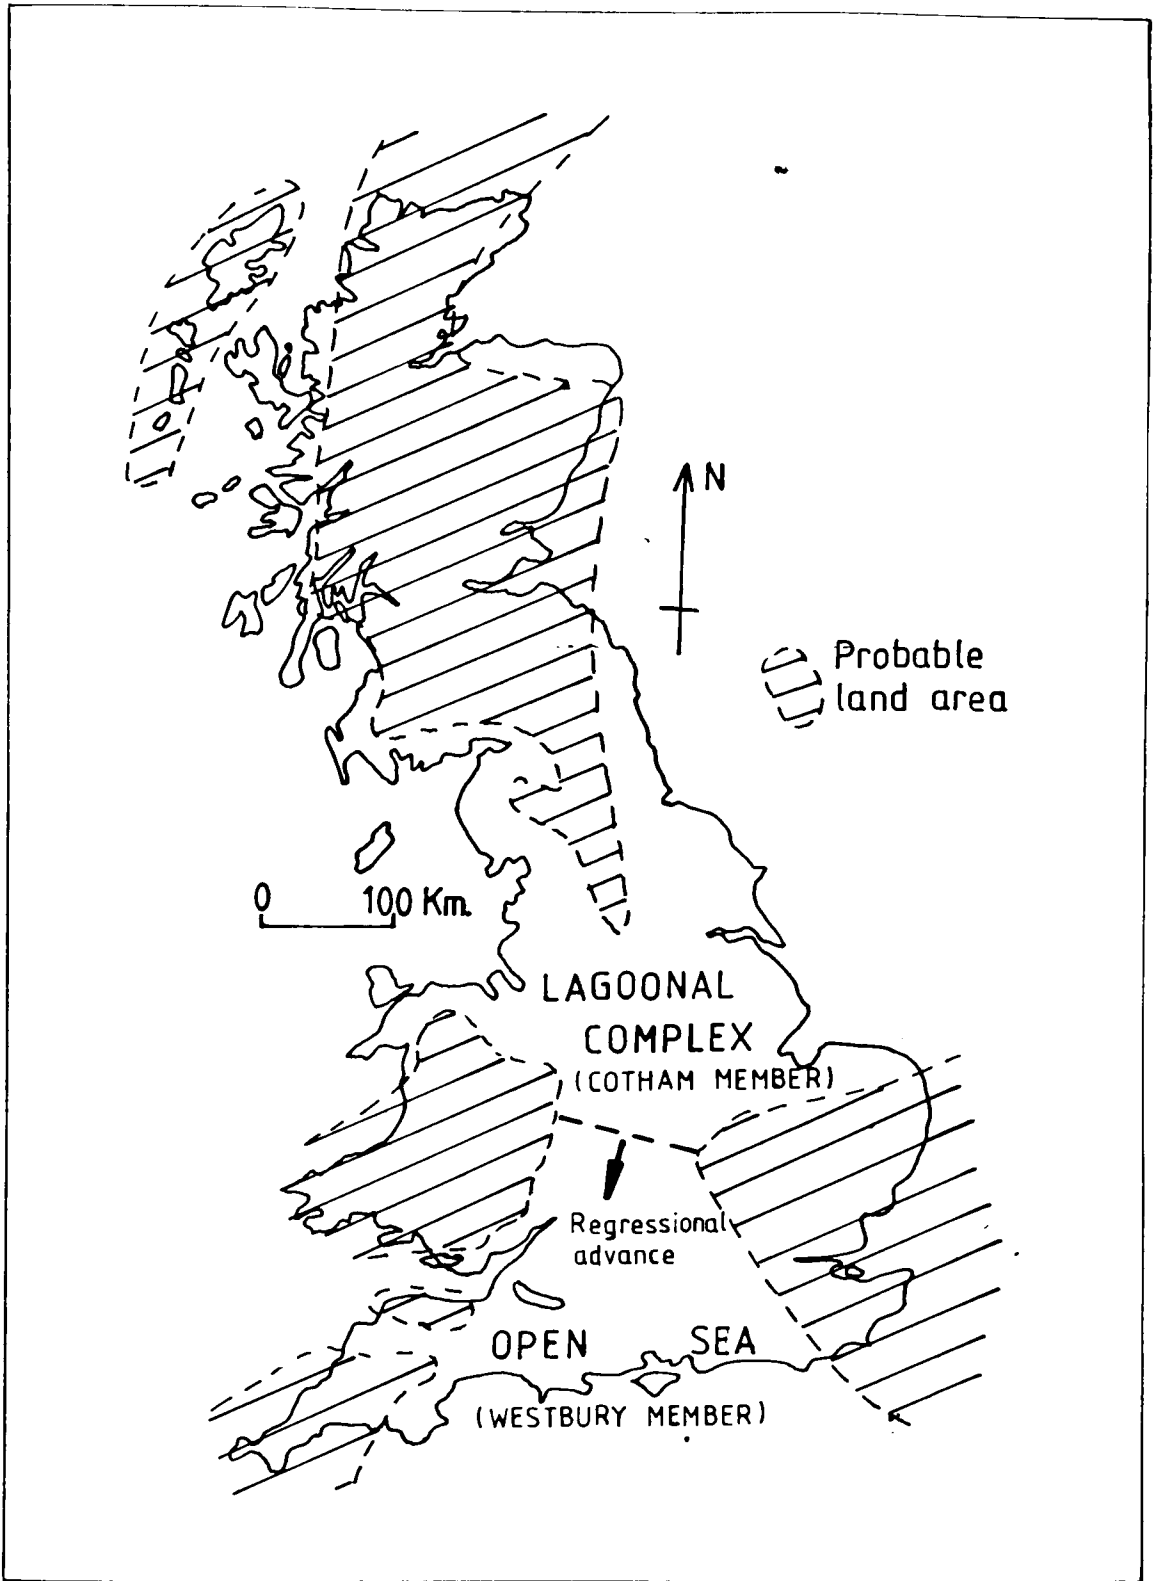 N
Probable
land area
0 100 Km.
LAGOONAL
COMPLEX
(COTHAM MEMBER)
Regressional
advance
OPEN SEA
(WESTBURY MEMBER)